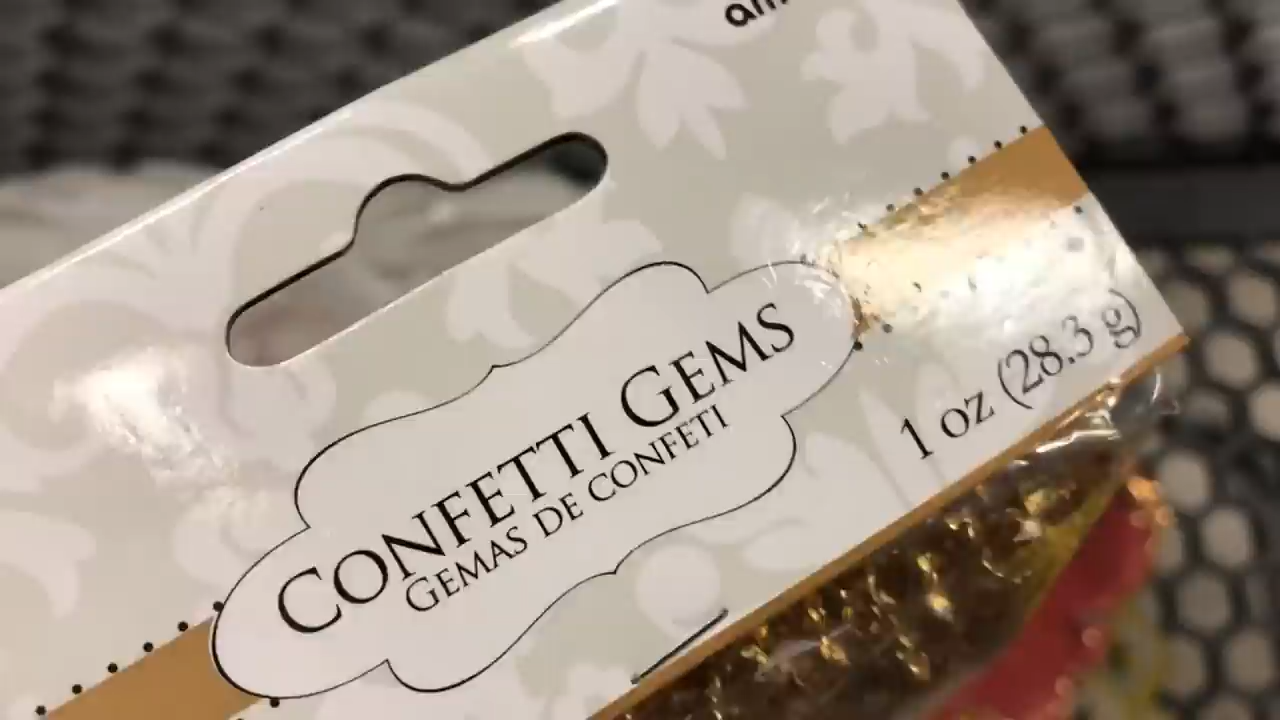 CONFETTI GEMS
GEMAS DE CONFETI
1 oz (28.3 g)